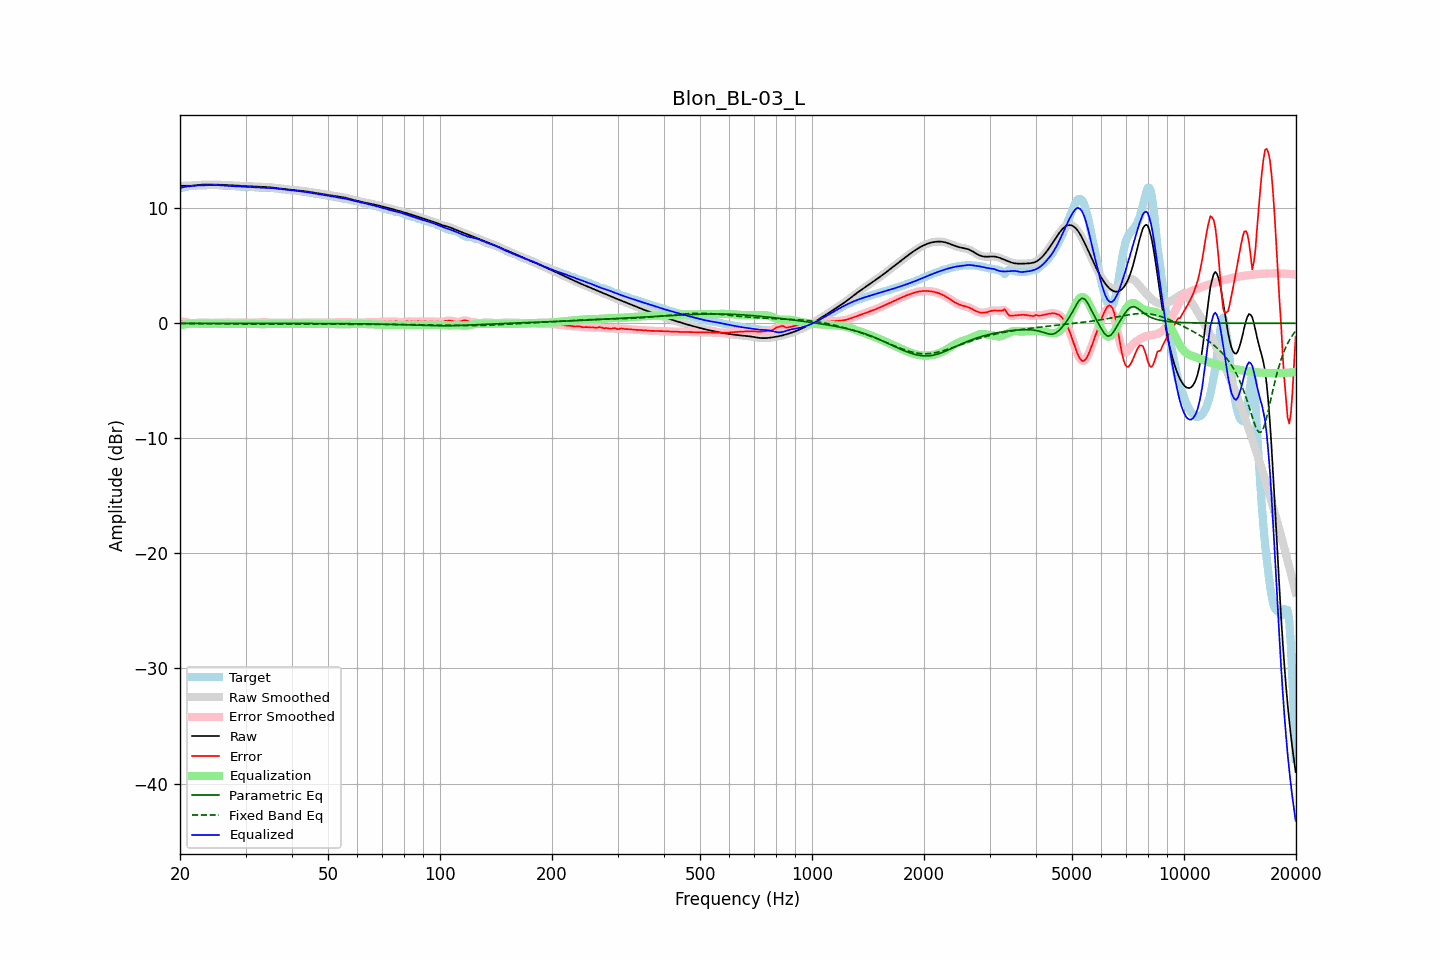 Blon_BL-03_L
Amplitude (dBr)
10
0
−10
−20
−30
−40
Target
Raw Smoothed
Error Smoothed
Raw
Error
Equalization
Parametric Eq
Fixed Band Eq
Equalized
20 50 100 200 500 1000 2000 5000 10000 20000
Frequency (Hz)